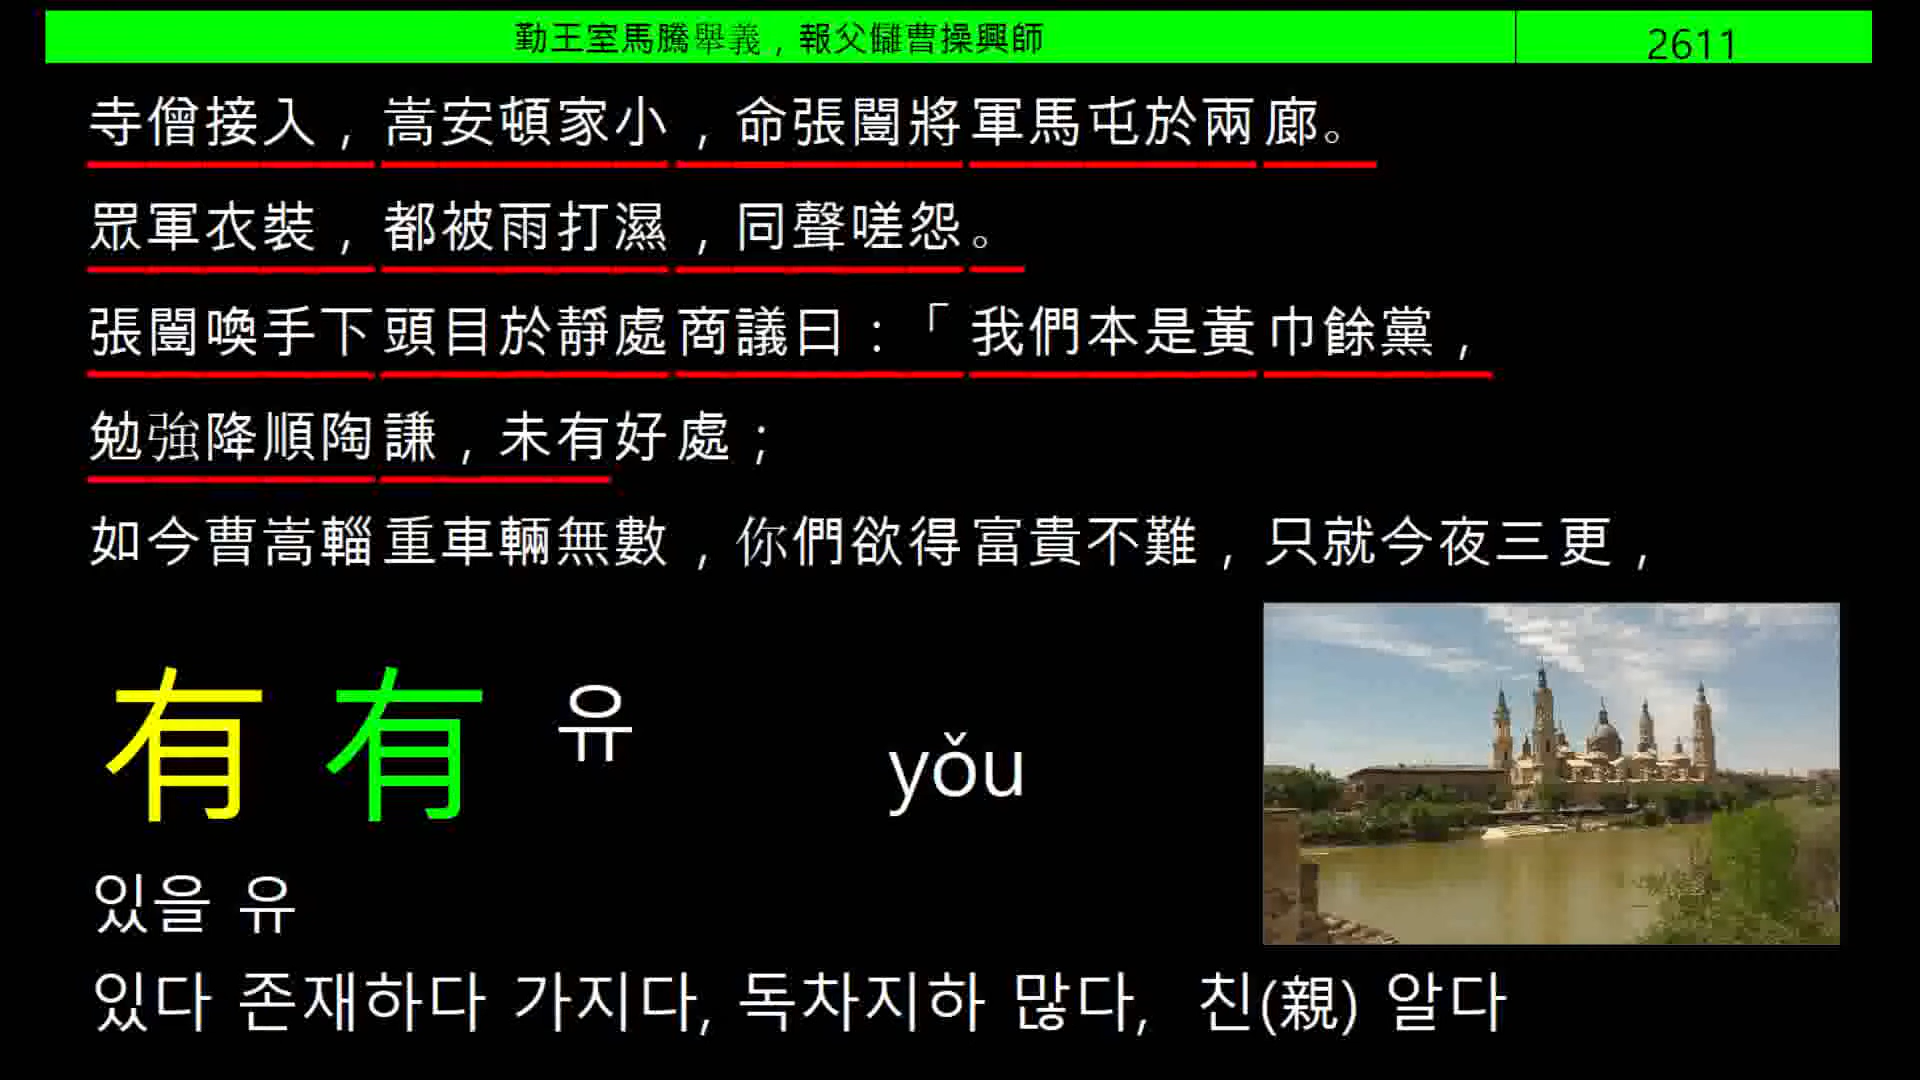 勤王室馬騰舉義，報父讎曹操興師
2611
寺僧接入，嵩安頓家小，命張闓將軍馬屯於兩廊。
眾軍衣裝，都被雨打濕，同聲嗟怨。
張闓喚手下頭目於靜處商議曰：「我們本是黃巾餘黨，
勉強降順陶謙，未有好處；
如今曹嵩輜重車輛無數，你們欲得富貴不難，只就今夜三更，
有 有 유 yǒu
있을 유
있다 존재하다 가지다, 독차지하 많다, 친(親) 알다